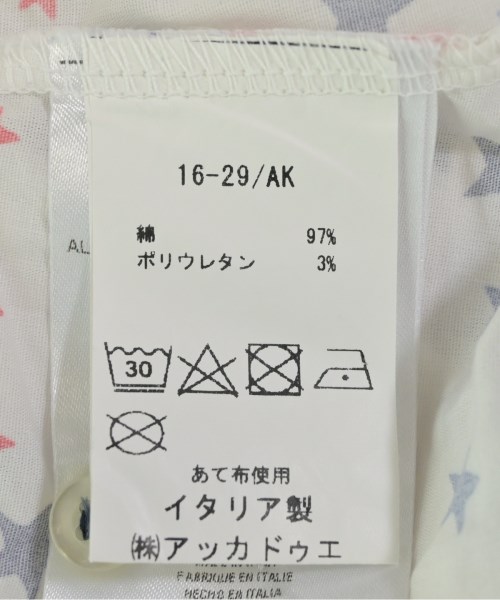 16-29/AK
綿 97%
ポリウレタン 3%
AL
30
あて布使用
イタリア製
㈱アッカドゥエ
FABRIQUE EN ITALIE
HECHO EN ITALIA